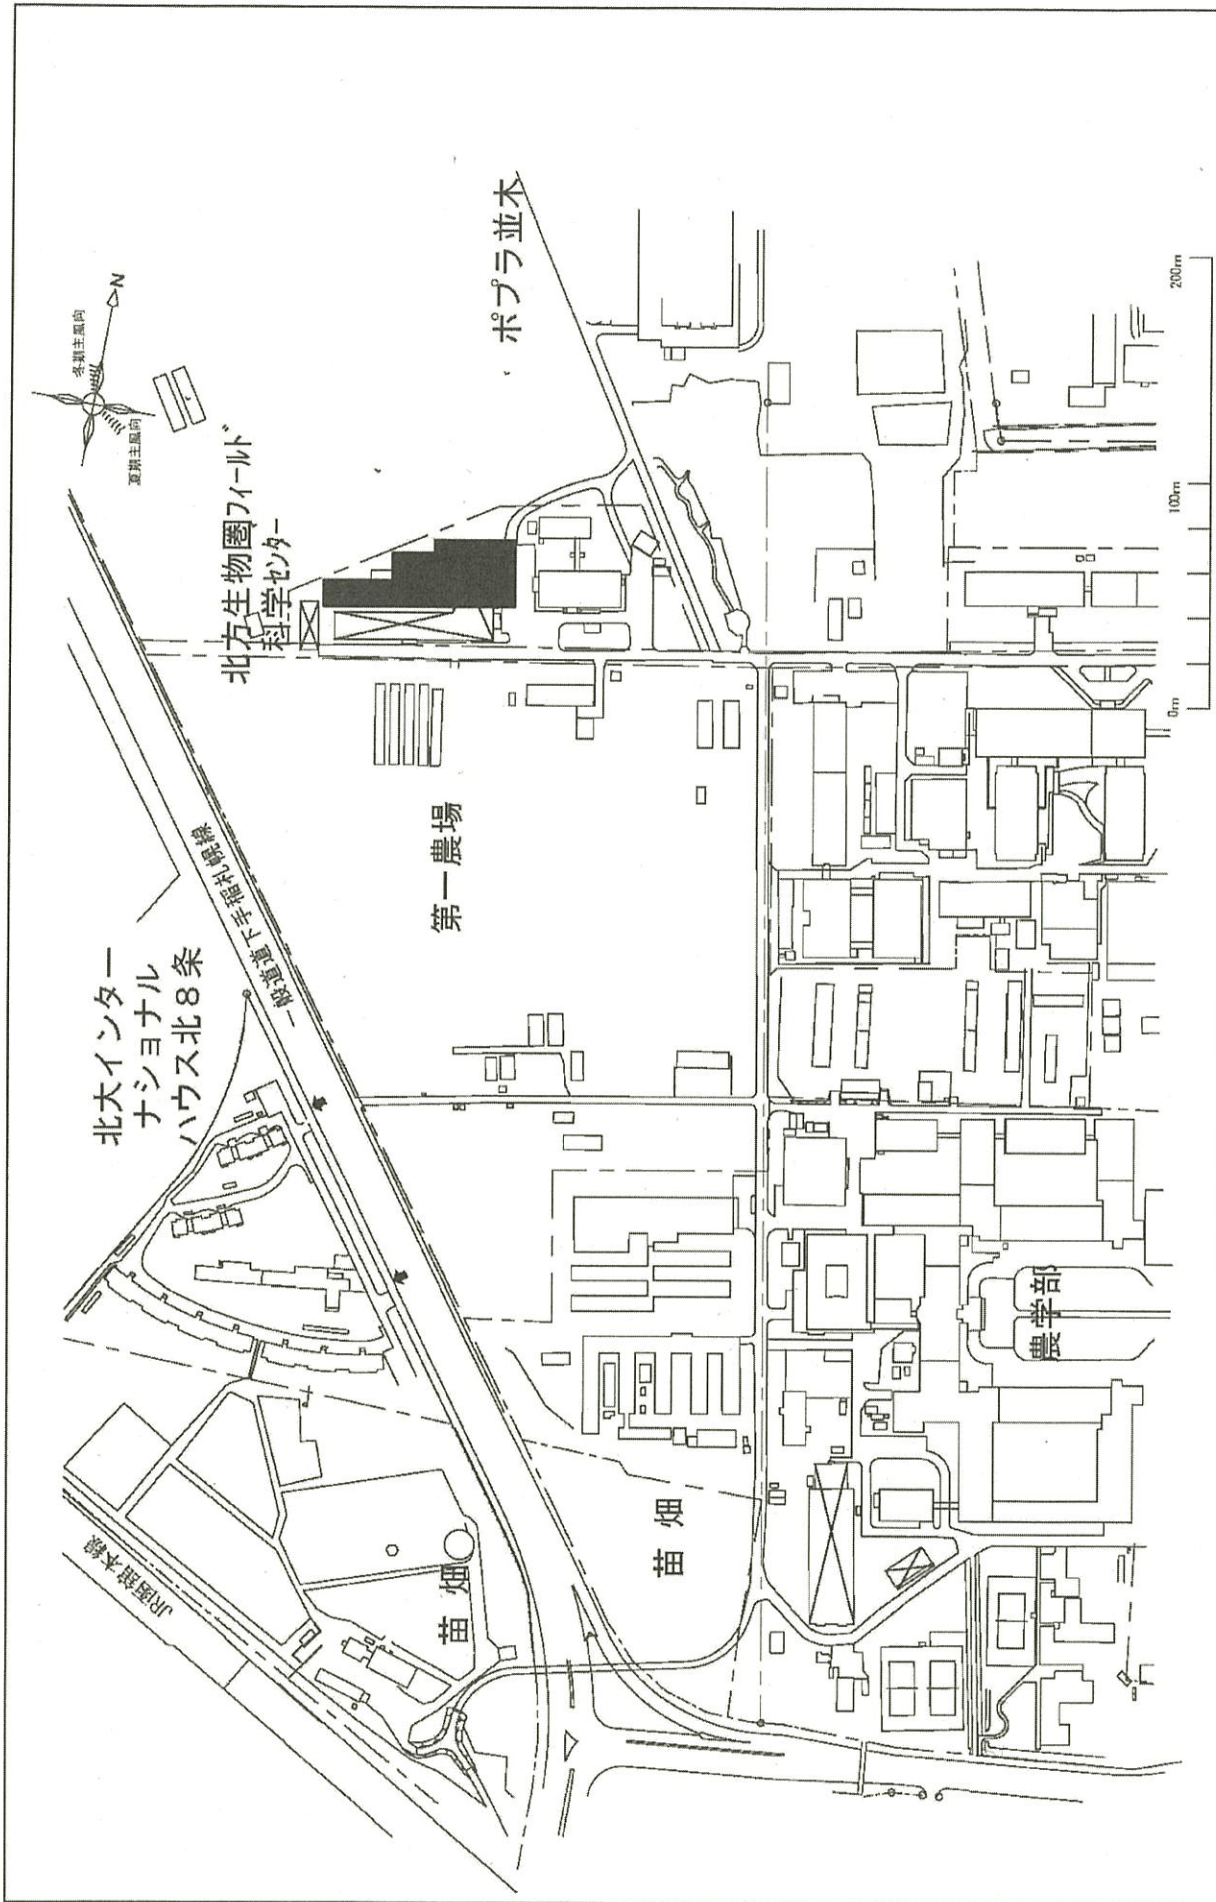 N
冬期主風向
夏期主風向
北方生物圏フィールド
科学センター
ポプラ並木
第一農場
一般道道下手稲札幌線
北大インター
ナショナル
ハウス北8条
JR函館本線
苗畑
苗畑
農学部
0m
100m
200m